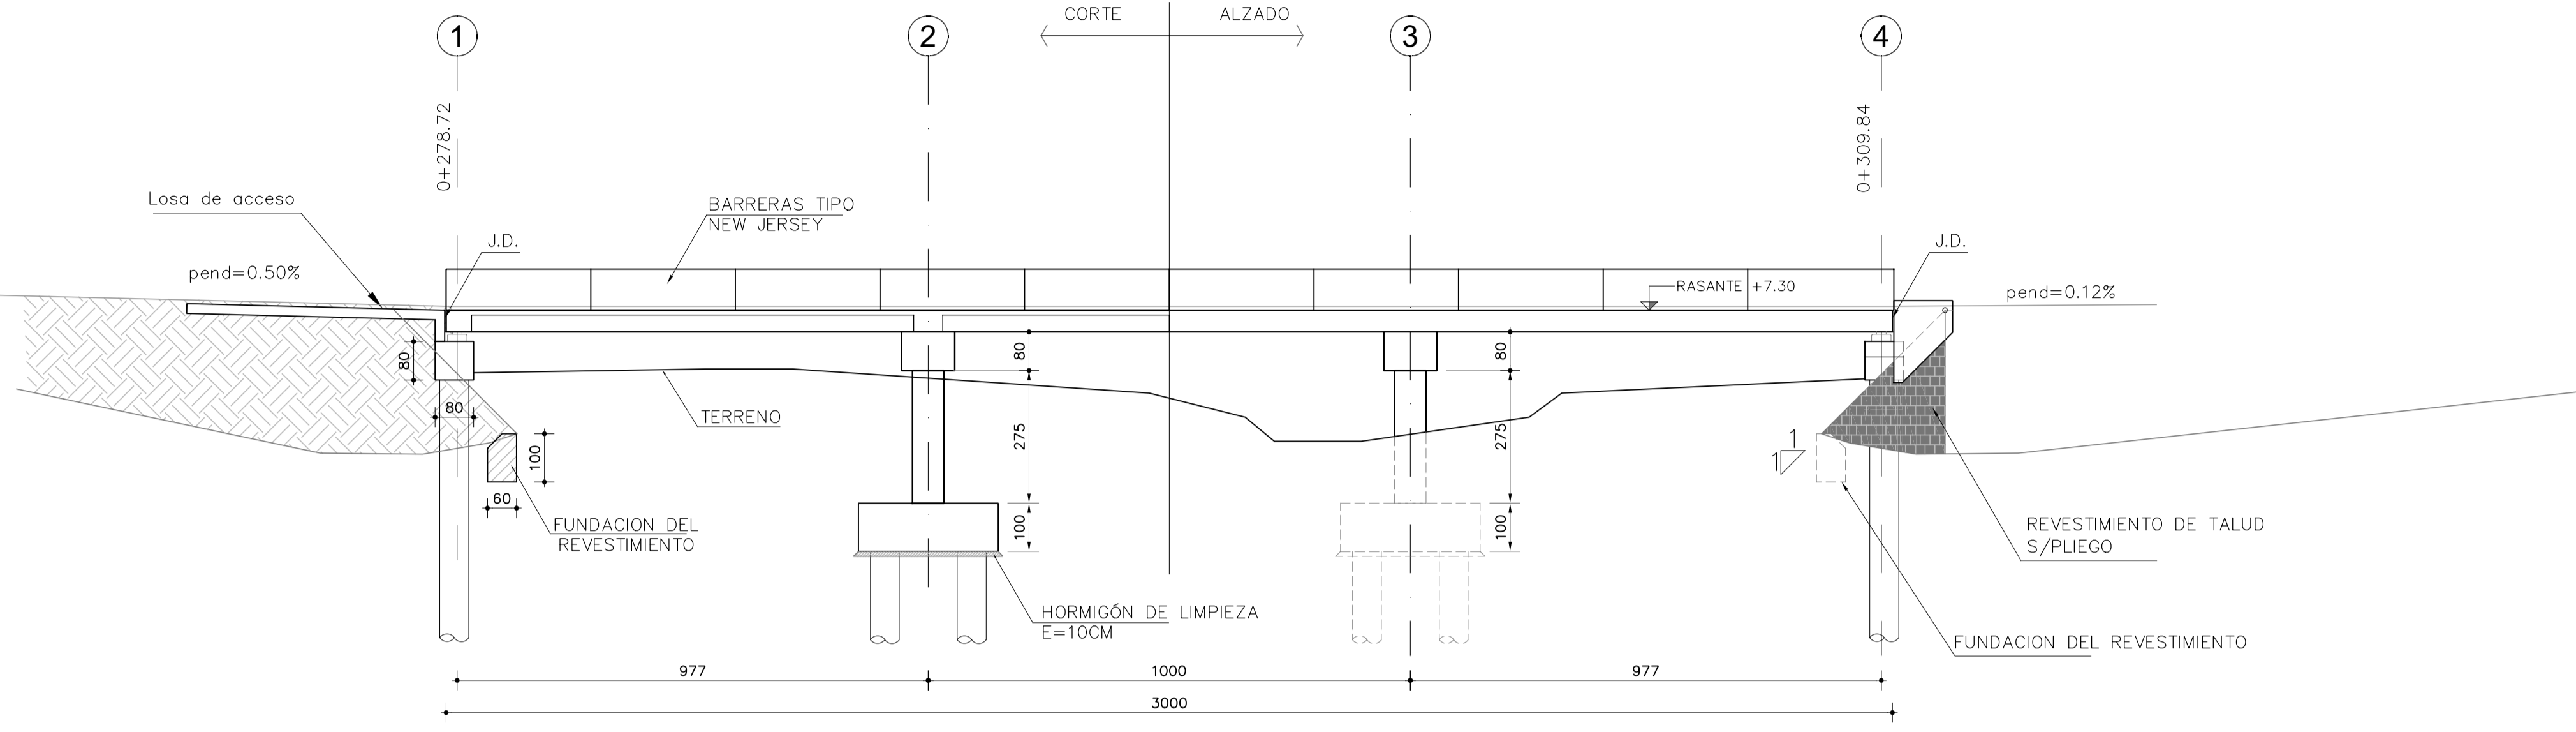 CORTE
ALZADO
1
2
3
4
0+278.72
0+309.84
Losa de acceso
BARRERAS TIPO
NEW JERSEY
J.D.
J.D.
pend=0.50%
RASANTE +7.30
pend=0.12%
80
80
80
80
TERRENO
275
275
100
60
1
1
FUNDACION DEL
REVESTIMIENTO
100
100
REVESTIMIENTO DE TALUD
S/PLIEGO
HORMIGÓN DE LIMPIEZA
E=10CM
FUNDACION DEL REVESTIMIENTO
977
1000
977
3000